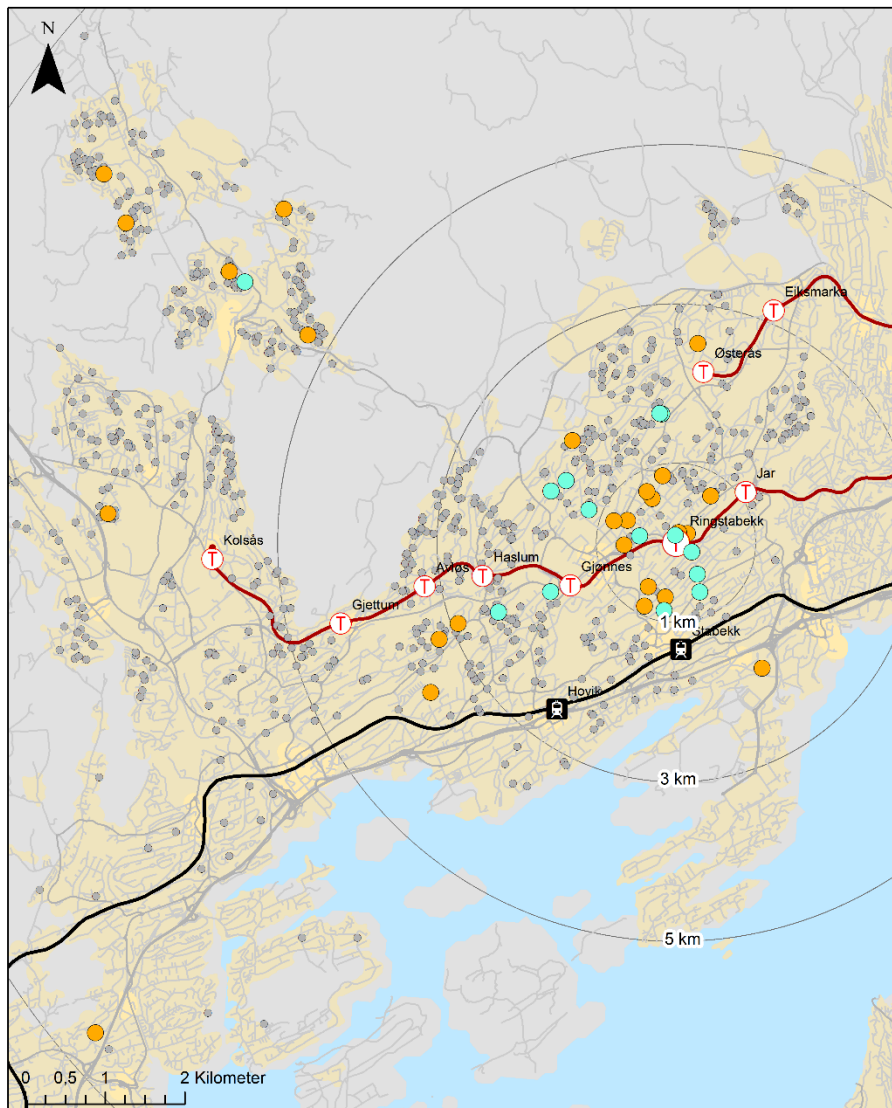 N
Eiksmarka
Østerås
Jar
Ringstabekk
Kolsås
Haslum
Avløs
Gjønnes
Gjettum
1 km
Stabekk
Hovik
3 km
5 km
0 0.5 1 2 Kilometer
T
T
T
T
T
T
T
T
T